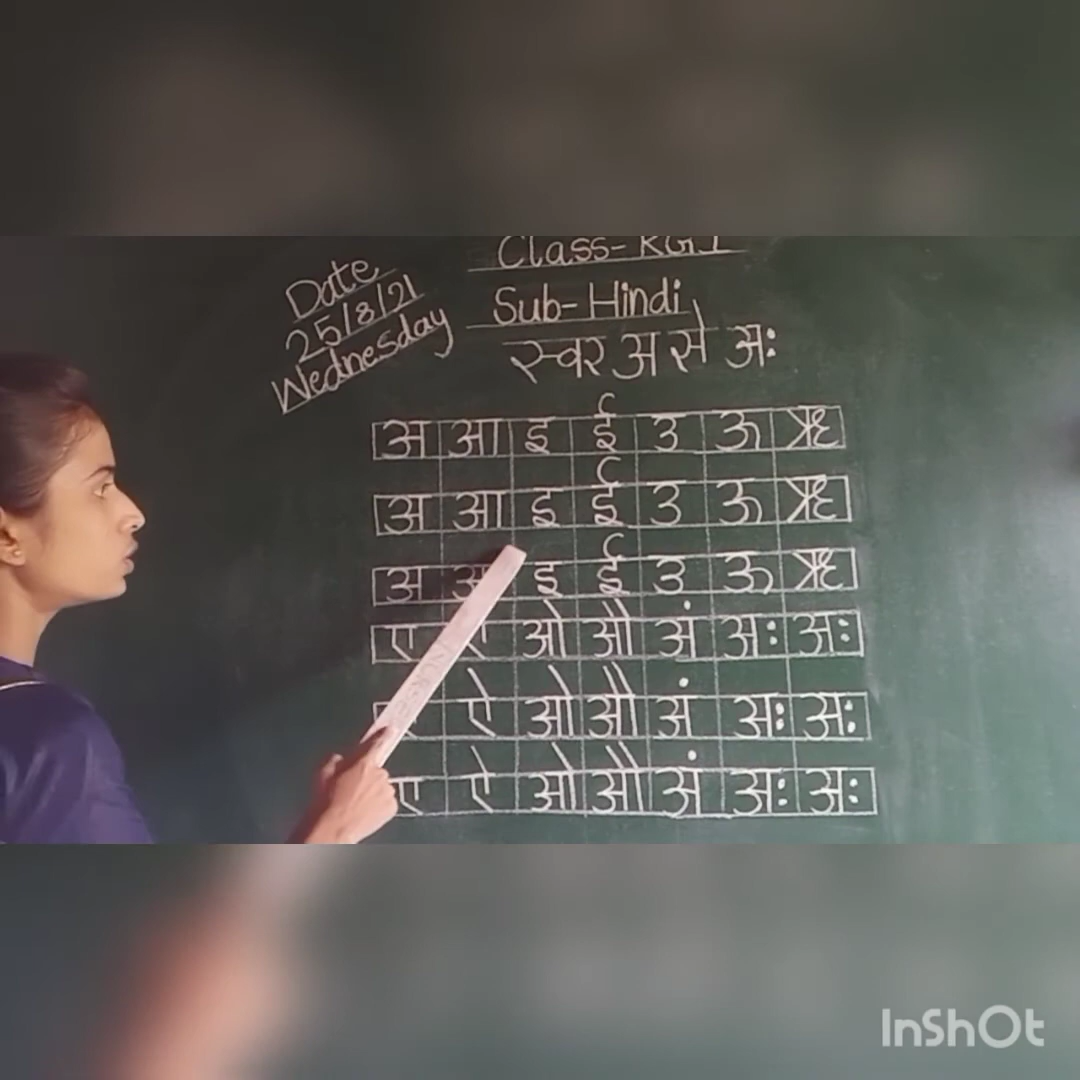 Class- KG I
Date
25/8/21
Wednesday
Sub- Hindi
स्वर अ से अः
अ आ इ ई उ ऊ ऋ
अ आ इ ई उ ऊ ऋ
अ आ इ ई उ ऊ ऋ
ए ऐ ओ औ अं अः अः
ऐ ओ औ अं अः अः
ए ऐ ओ औ अं अः अः
InShOt